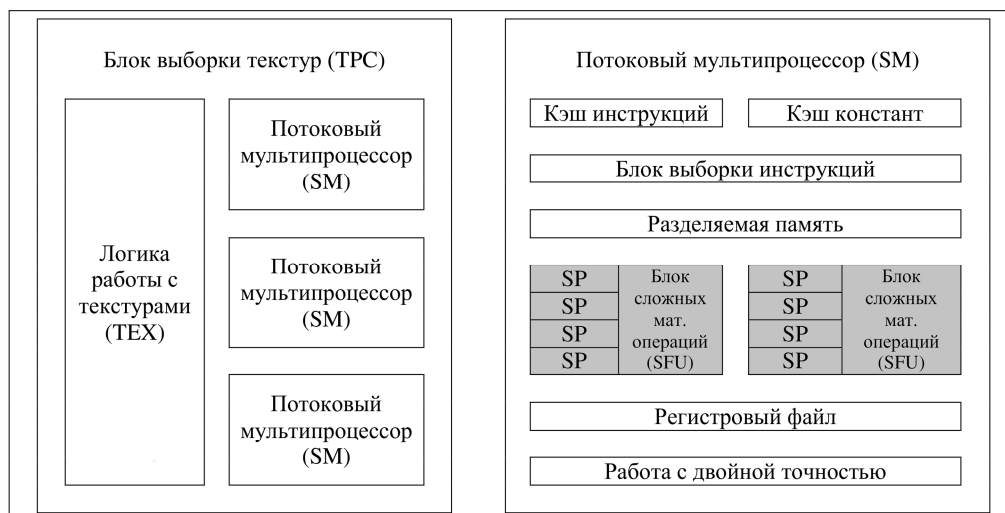 Блок выборки текстур (TPC)
Логика
работы с
текстурами
(TEX)
Потоковый
мультипроцессор
(SM)
Потоковый
мультипроцессор
(SM)
Потоковый
мультипроцессор
(SM)
Потоковый мультипроцессор (SM)
Кэш инструкций
Кэш констант
Блок выборки инструкций
Разделяемая память
SP
SP
SP
SP
Блок
сложных
мат.
операций
(SFU)
SP
SP
SP
SP
Блок
сложных
мат.
операций
(SFU)
Регистровый файл
Работа с двойной точностью